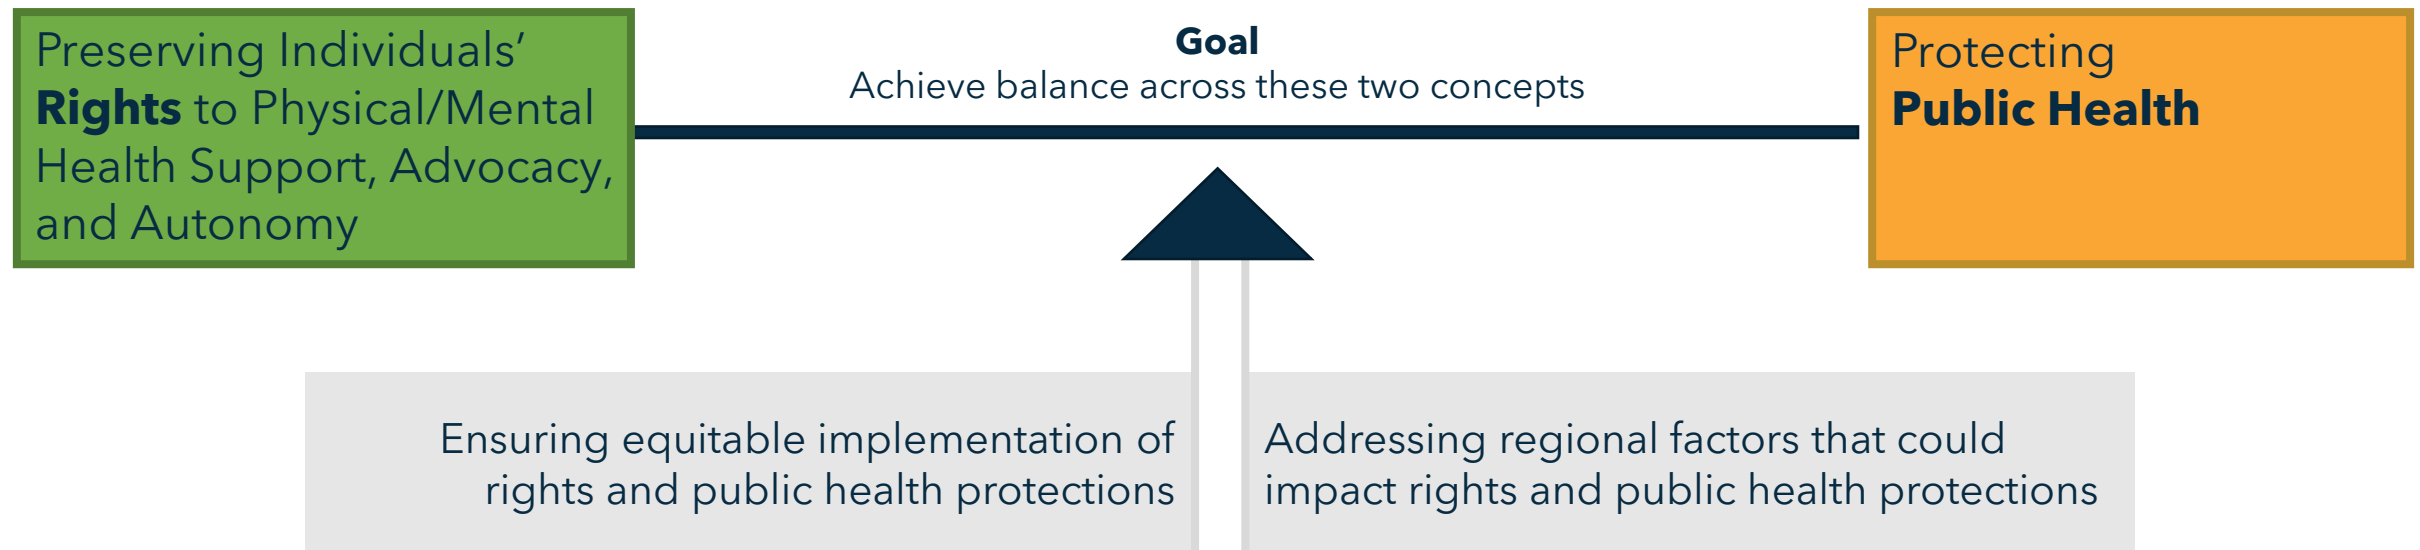 Preserving Individuals’
Rights to Physical/Mental
Health Support, Advocacy,
and Autonomy
Goal
Achieve balance across these two concepts
Protecting
Public Health
Ensuring equitable implementation of
rights and public health protections
Addressing regional factors that could
impact rights and public health protections